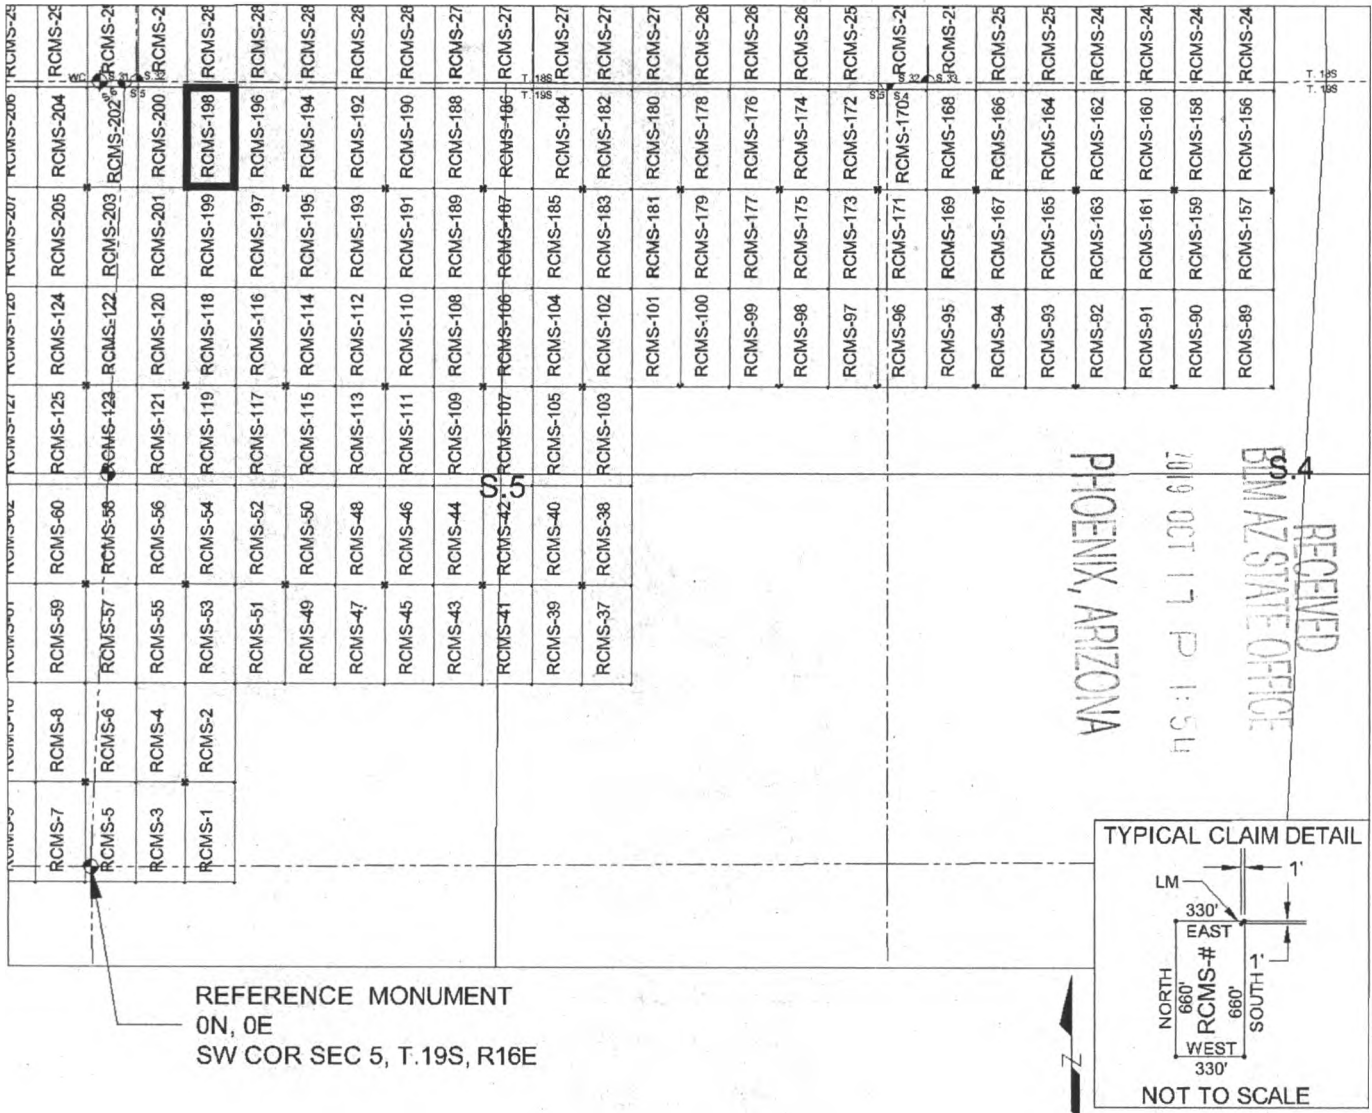 WC S.31 S.32
S.6 S.5
T. 18S
T. 19S
S.32 S.33
S.5 S.4
T. 18S
T. 19S
RCMS-204 RCMS-202 RCMS-200 RCMS-198 RCMS-196 RCMS-194 RCMS-192 RCMS-190 RCMS-188 RCMS-186 RCMS-184 RCMS-182 RCMS-180 RCMS-178 RCMS-176 RCMS-174 RCMS-172 RCMS-170 RCMS-168 RCMS-166 RCMS-164 RCMS-162 RCMS-160 RCMS-158 RCMS-156
RCMS-205 RCMS-203 RCMS-201 RCMS-199 RCMS-197 RCMS-195 RCMS-193 RCMS-191 RCMS-189 RCMS-187 RCMS-185 RCMS-183 RCMS-181 RCMS-179 RCMS-177 RCMS-175 RCMS-173 RCMS-171 RCMS-169 RCMS-167 RCMS-165 RCMS-163 RCMS-161 RCMS-159 RCMS-157
RCMS-124 RCMS-122 RCMS-120 RCMS-118 RCMS-116 RCMS-114 RCMS-112 RCMS-110 RCMS-108 RCMS-106 RCMS-104 RCMS-102 RCMS-101 RCMS-100 RCMS-99 RCMS-98 RCMS-97 RCMS-96 RCMS-95 RCMS-94 RCMS-93 RCMS-92 RCMS-91 RCMS-90 RCMS-89
RCMS-125 RCMS-123 RCMS-121 RCMS-119 RCMS-117 RCMS-115 RCMS-113 RCMS-111 RCMS-109 RCMS-107 RCMS-105 RCMS-103
S.5
S.4
RCMS-60 RCMS-58 RCMS-56 RCMS-54 RCMS-52 RCMS-50 RCMS-48 RCMS-46 RCMS-44 RCMS-42 RCMS-40 RCMS-38
RCMS-59 RCMS-57 RCMS-55 RCMS-53 RCMS-51 RCMS-49 RCMS-47 RCMS-45 RCMS-43 RCMS-41 RCMS-39 RCMS-37
RCMS-8 RCMS-6 RCMS-4 RCMS-2
RCMS-7 RCMS-5 RCMS-3 RCMS-1
RECEIVED
BLM AZ STATE OFFICE
2019 OCT 17 P 1:54
PHOENIX, ARIZONA
REFERENCE MONUMENT
0N, 0E
SW COR SEC 5, T.19S, R16E
N
TYPICAL CLAIM DETAIL
LM
1'
330'
EAST
1'
NORTH
660'
RCMS-#
660'
SOUTH
WEST
330'
NOT TO SCALE